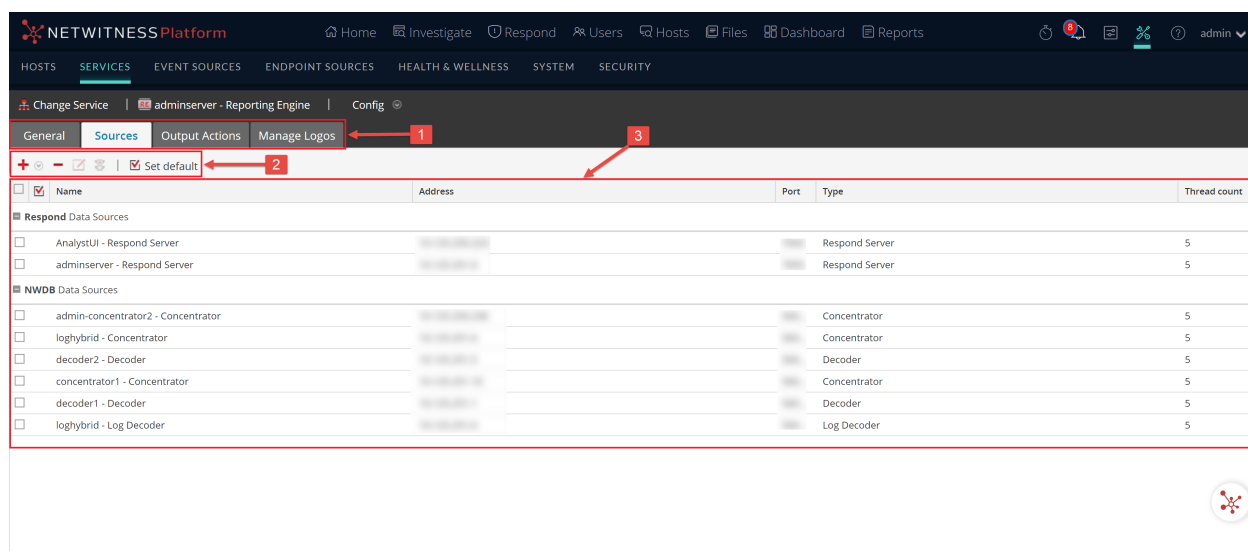 NETWITNESS Platform Home Investigate Respond Users Hosts Files Dashboard Reports 8 admin
HOSTS SERVICES EVENT SOURCES ENDPOINT SOURCES HEALTH & WELLNESS SYSTEM SECURITY
Change Service | RE adminserver - Reporting Engine | Config
General Sources Output Actions Manage Logos 1 3
Set default 2
Name Address Port Type Thread count
Respond Data Sources
AnalystUI - Respond Server Respond Server 5
adminserver - Respond Server Respond Server 5
NWDB Data Sources
admin-concentrator2 - Concentrator Concentrator 5
loghybrid - Concentrator Concentrator 5
decoder2 - Decoder Decoder 5
concentrator1 - Concentrator Concentrator 5
decoder1 - Decoder Decoder 5
loghybrid - Log Decoder Log Decoder 5